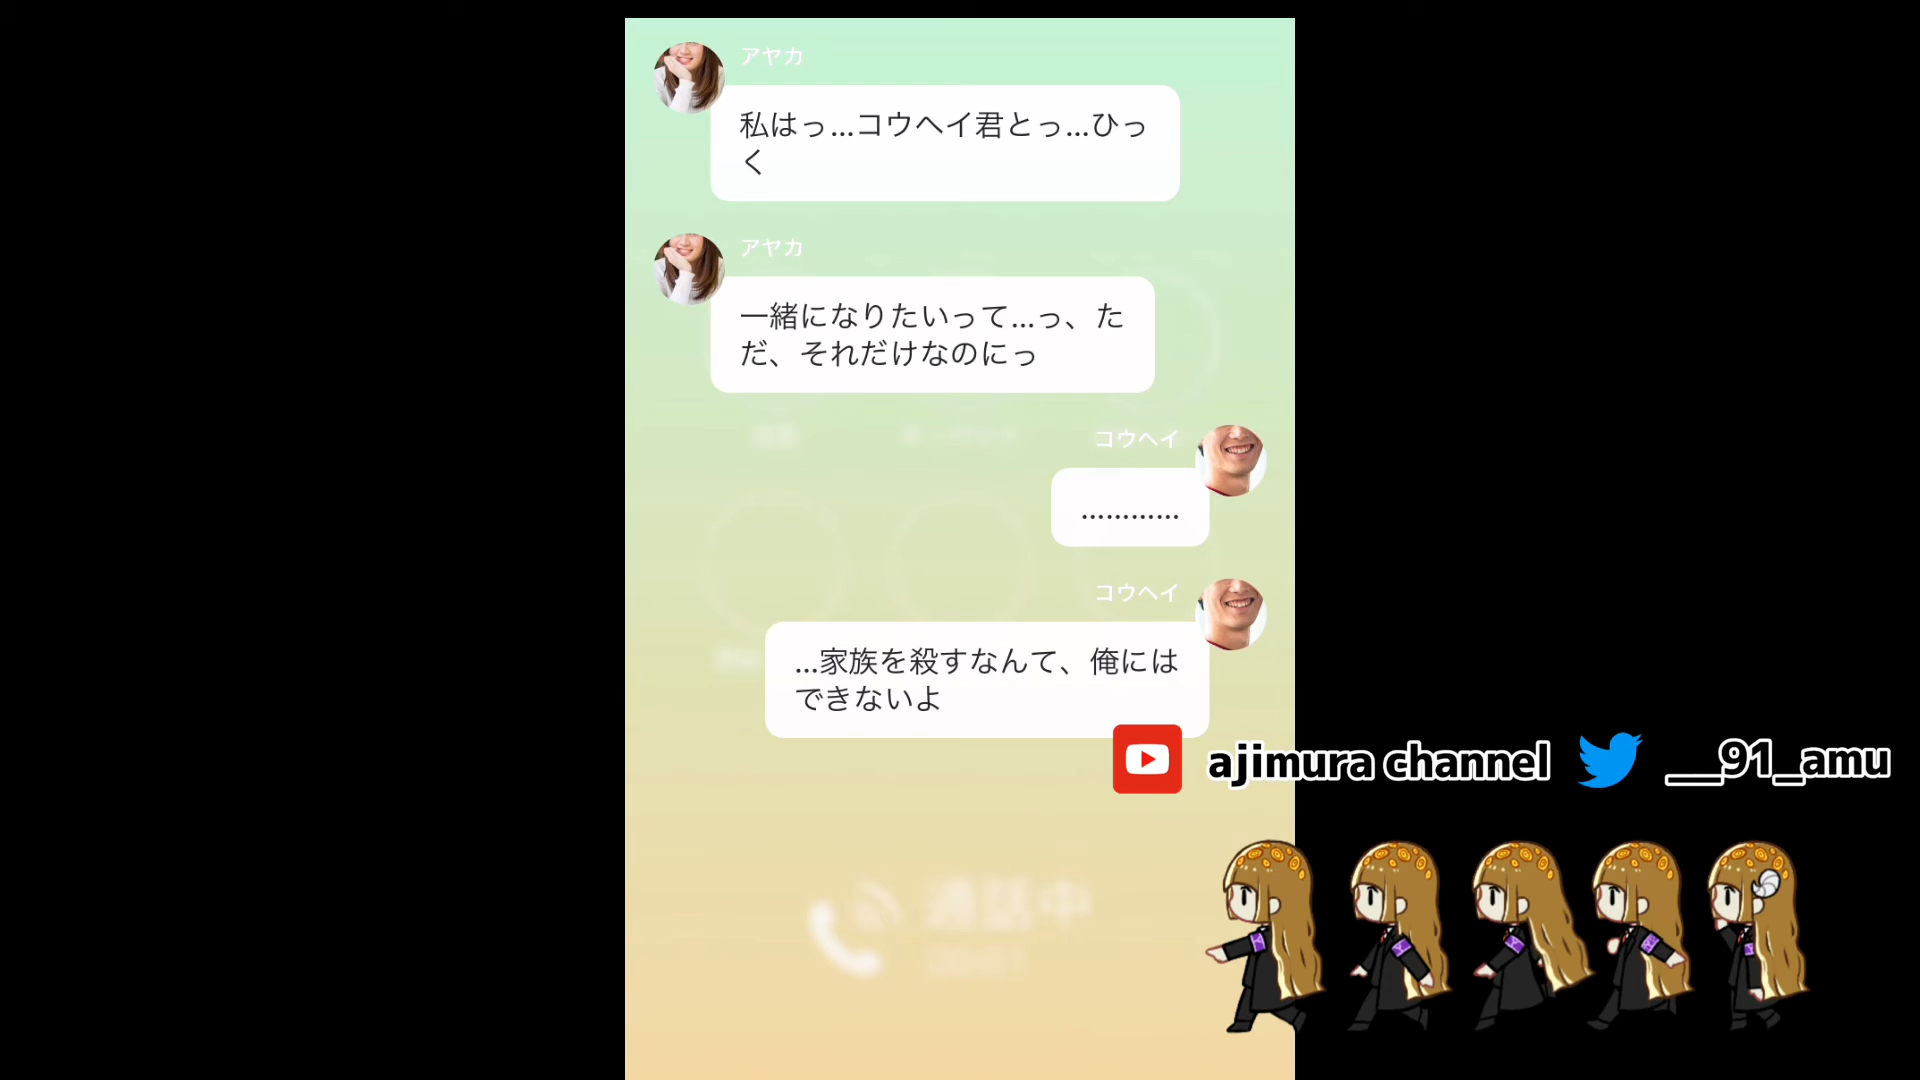 アヤカ
私はっ...コウヘイ君とっ...ひっ
く
アヤカ
一緒になりたいって...っ、た
だ、それだけなのにっ
コウヘイ
............
コウヘイ
...家族を殺すなんて、俺には
できないよ
ajimura channel
__91_amu
通話中